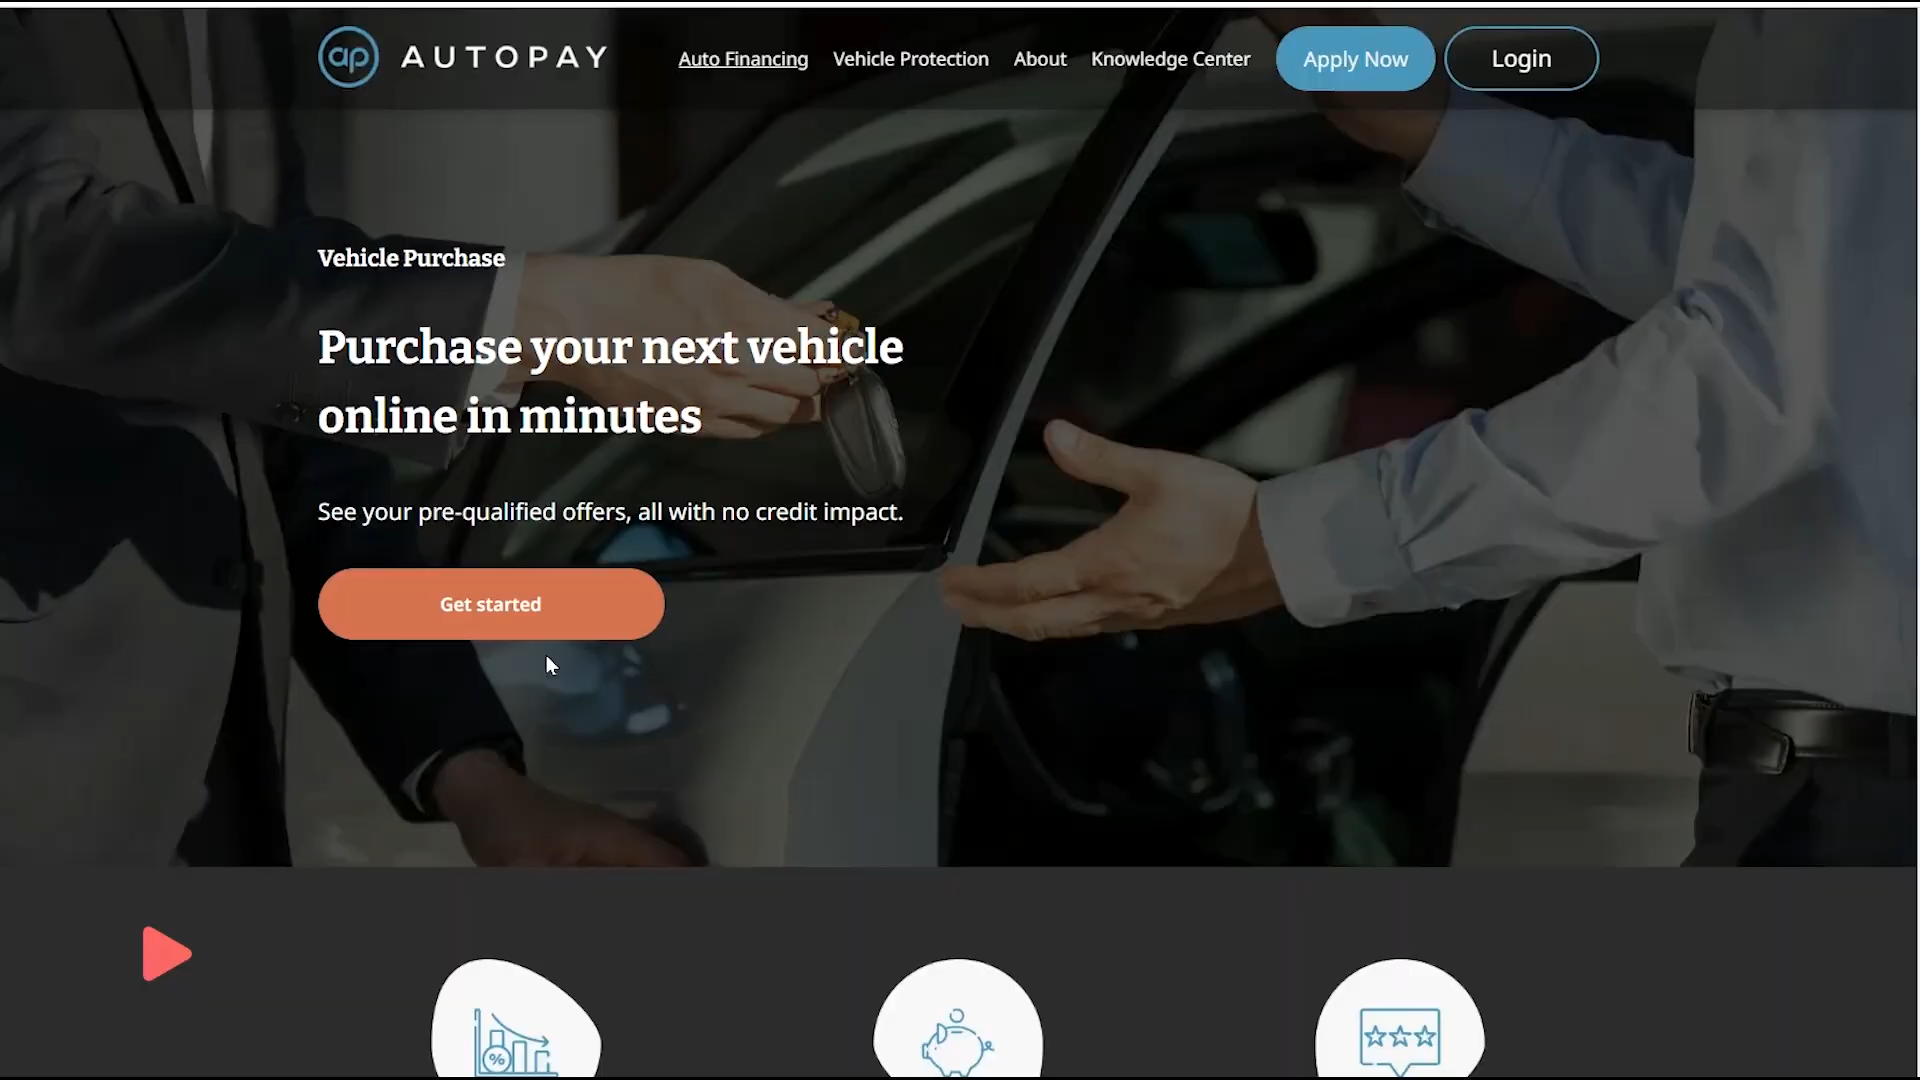 ap AUTOPAY
Auto Financing Vehicle Protection About Knowledge Center Apply Now Login
Vehicle Purchase
Purchase your next vehicle
online in minutes
See your pre-qualified offers, all with no credit impact.
Get started
%